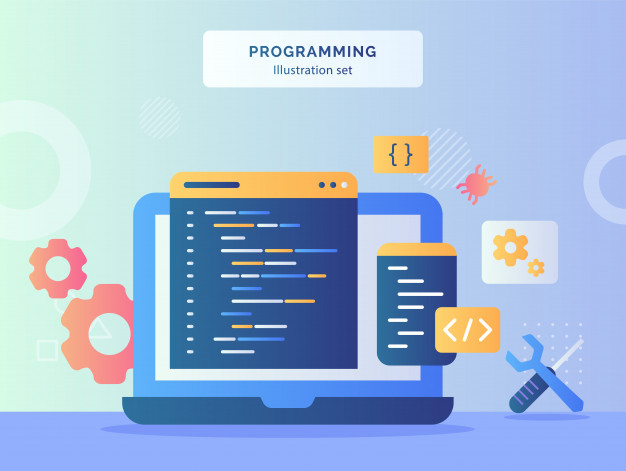 PROGRAMMING
Illustration set
{ }
</>